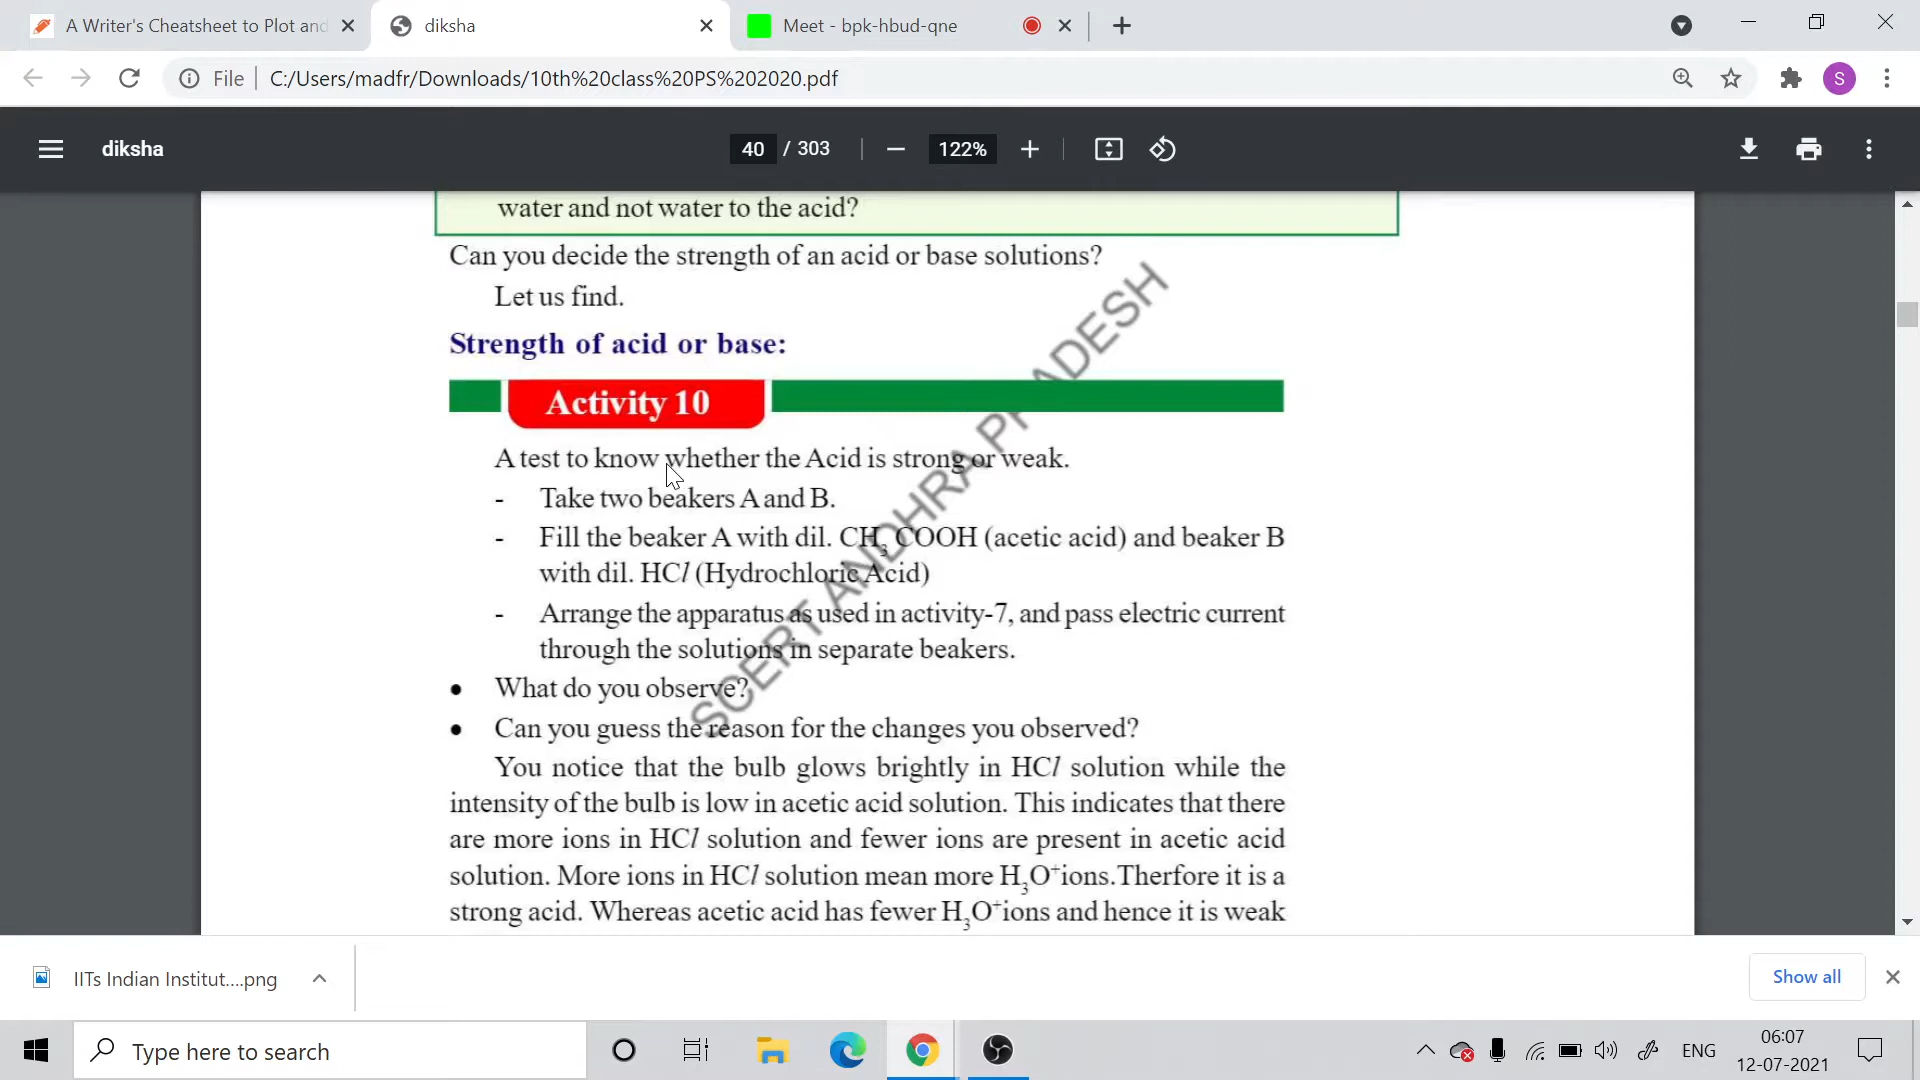 A Writer's Cheatsheet to Plot and
diksha
Meet - bpk-hbud-qne
File
C:/Users/madfr/Downloads/10th%20class%20PS%202020.pdf
S
diksha
40 / 303
122%
water and not water to the acid?
Can you decide the strength of an acid or base solutions?
Let us find.
Strength of acid or base:
Activity 10
A test to know whether the Acid is strong or weak.
- Take two beakers A and B.
- Fill the beaker A with dil. CH₃ COOH (acetic acid) and beaker B
with dil. HCl (Hydrochloric Acid)
- Arrange the apparatus as used in activity-7, and pass electric current
through the solutions in separate beakers.
• What do you observe?
• Can you guess the reason for the changes you observed?
You notice that the bulb glows brightly in HCl solution while the
intensity of the bulb is low in acetic acid solution. This indicates that there
are more ions in HCl solution and fewer ions are present in acetic acid
solution. More ions in HCl solution mean more H₃O⁺ions.Therfore it is a
strong acid. Whereas acetic acid has fewer H₃O⁺ions and hence it is weak
SCERT ANDHRA PRADESH
IITs Indian Institut....png
Show all
Type here to search
ENG
06:07
12-07-2021